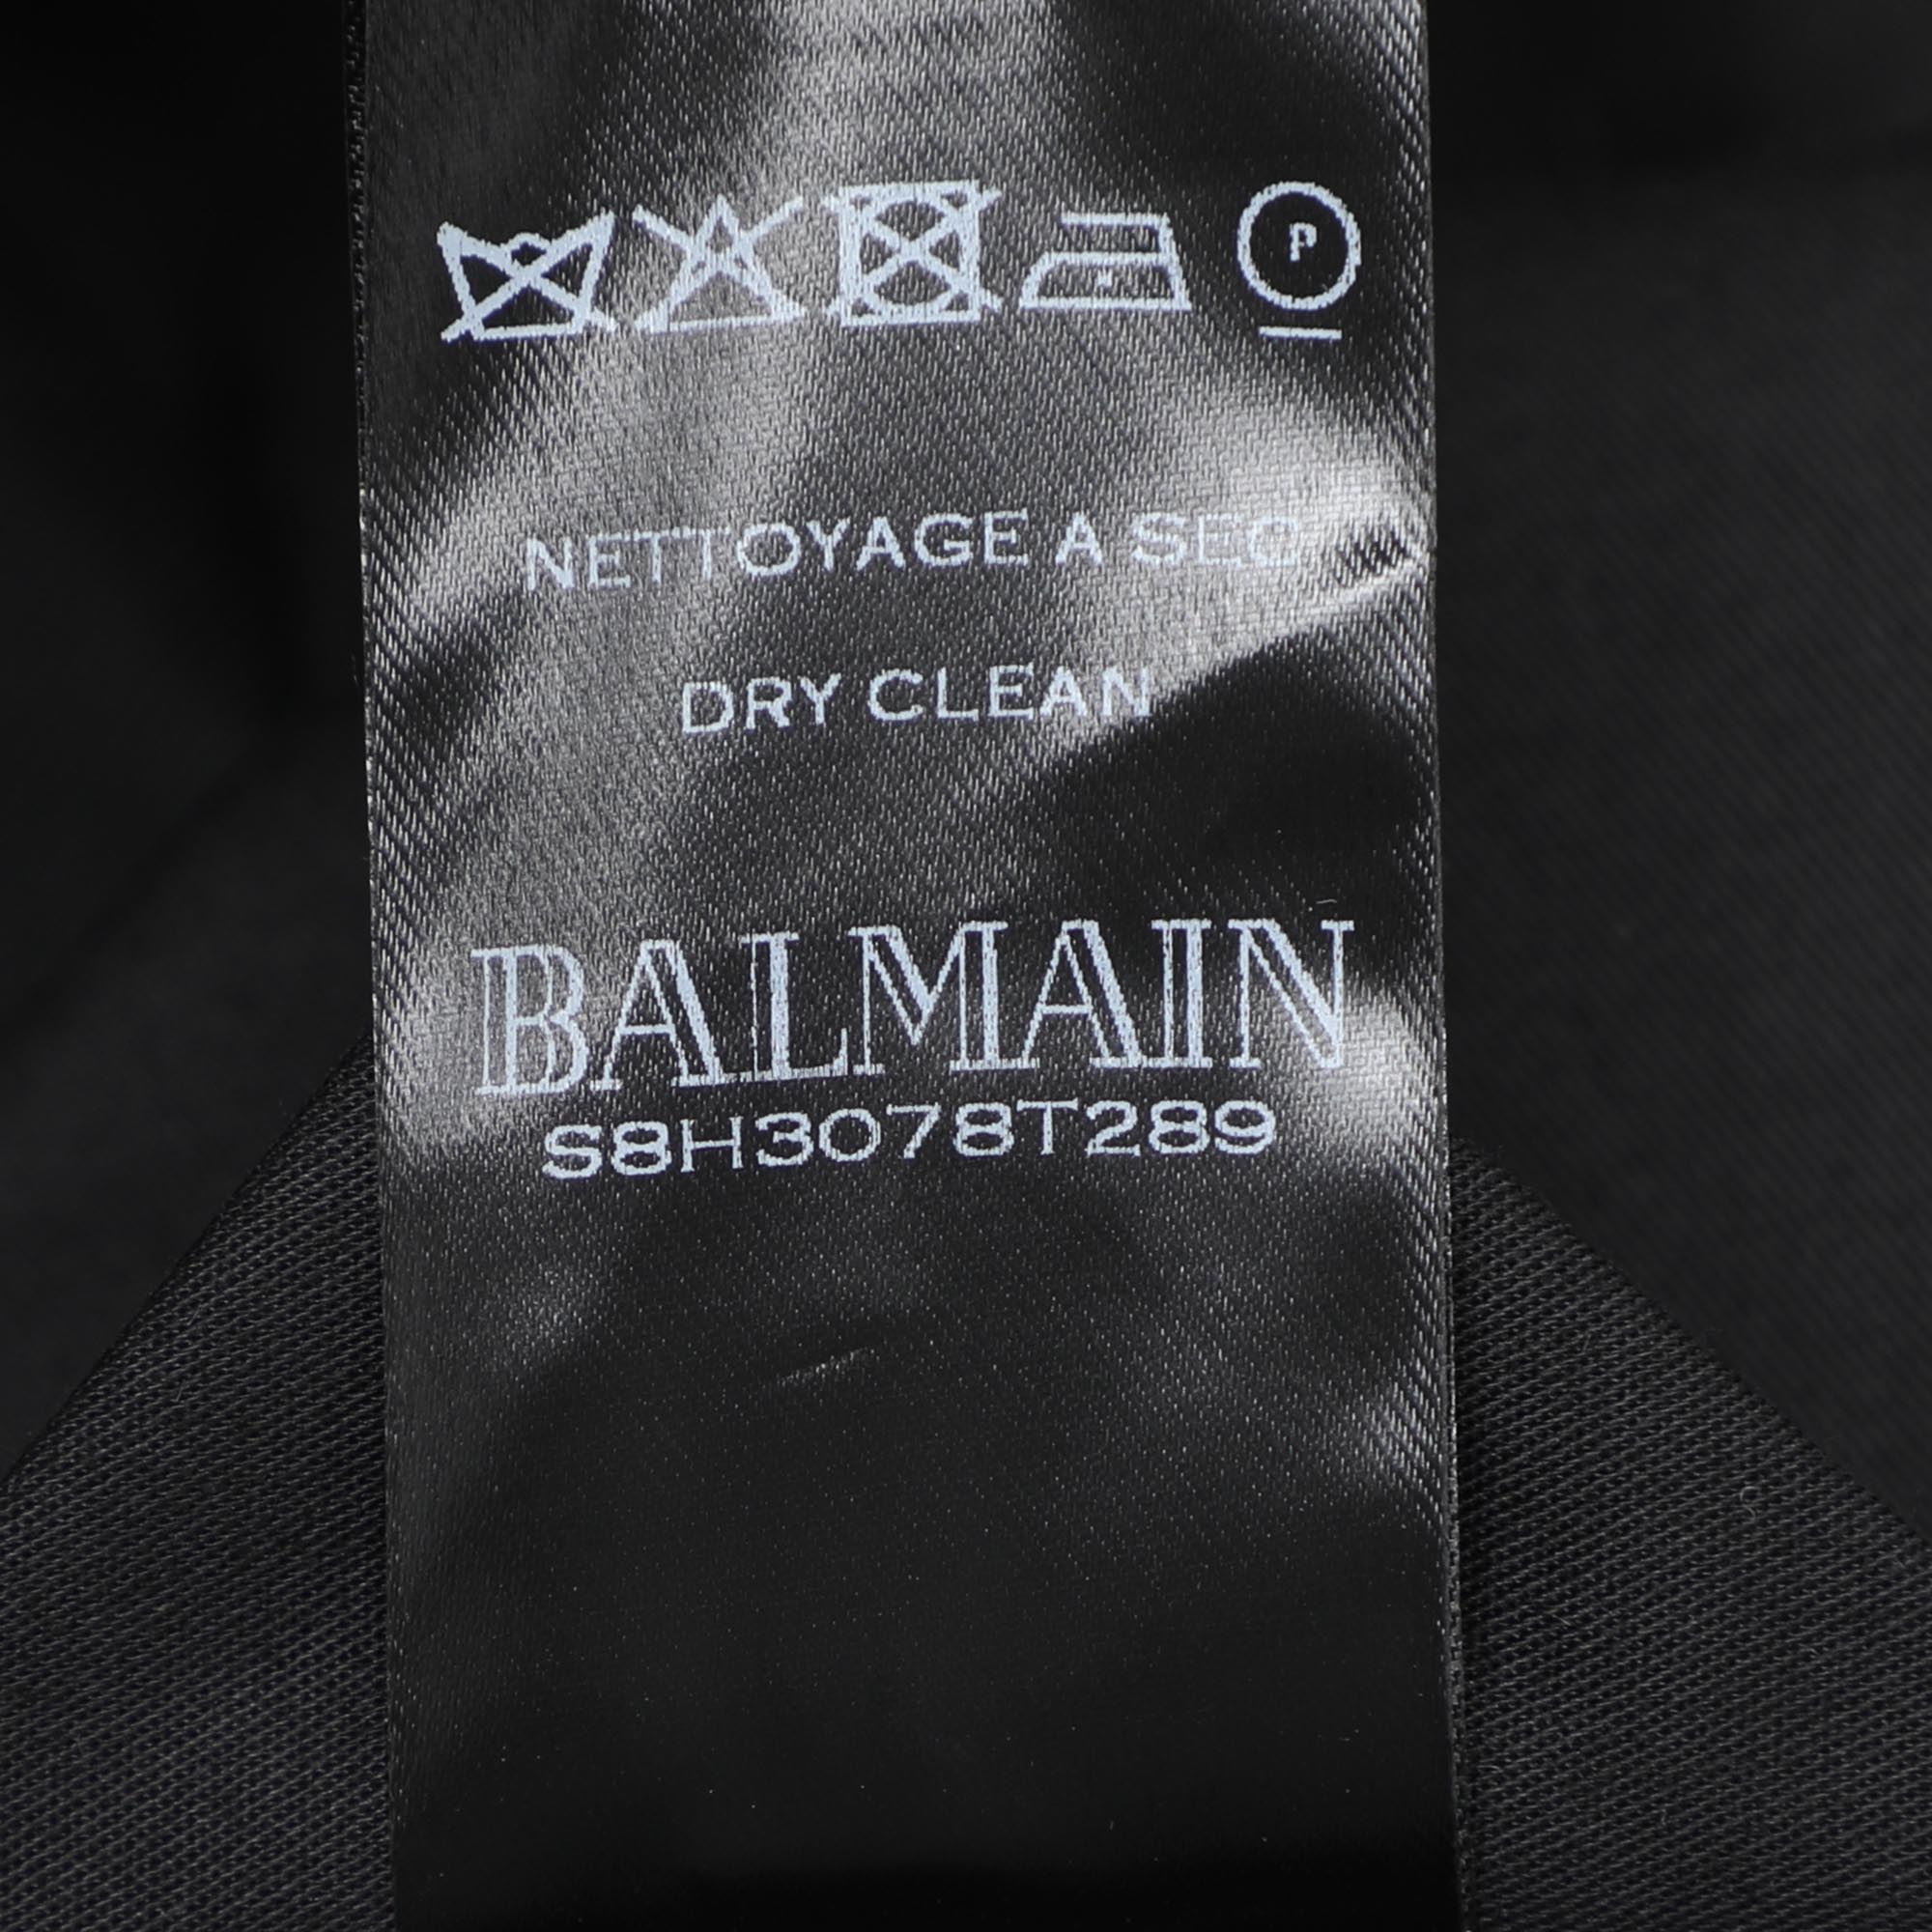 P
NETTOYAGE A SEC
DRY CLEAN
BALMAIN
S8H3078T289